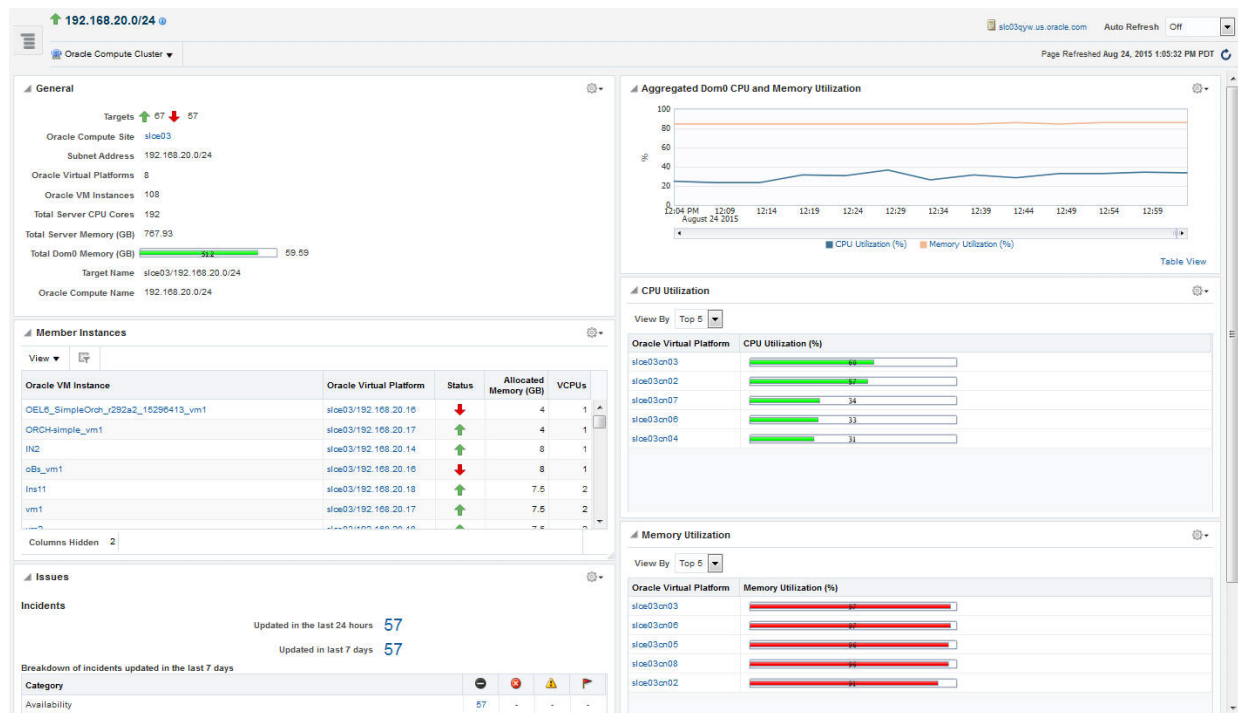 192.168.20.0/24
slc03qyw.us.oracle.com Auto Refresh Off
Oracle Compute Cluster
Page Refreshed Aug 24, 2015 1:05:32 PM PDT
General
Targets 67 57
Oracle Compute Site slce03
Subnet Address 192.168.20.0/24
Oracle Virtual Platforms 8
Oracle VM Instances 108
Total Server CPU Cores 192
Total Server Memory (GB) 767.93
Total Dom0 Memory (GB) 51.2 59.59
Target Name slce03/192.168.20.0/24
Oracle Compute Name 192.168.20.0/24
Member Instances
View
Oracle VM Instance Oracle Virtual Platform Status Allocated Memory (GB) VCPUs
OEL6_SimpleOrch_r292a2_15296413_vm1 slce03/192.168.20.16 4 1
ORCH-simple_vm1 slce03/192.168.20.17 4 1
IN2 slce03/192.168.20.14 8 1
oBs_vm1 slce03/192.168.20.16 8 1
Ins11 slce03/192.168.20.18 7.5 2
vm1 slce03/192.168.20.17 7.5 2
Columns Hidden 2
Issues
Incidents
Updated in the last 24 hours 57
Updated in last 7 days 57
Breakdown of incidents updated in the last 7 days
Category
Availability 57 - - -
Aggregated Dom0 CPU and Memory Utilization
100
80
60
%
40
20
0
12:04 PM 12:09 12:14 12:19 12:24 12:29 12:34 12:39 12:44 12:49 12:54 12:59
August 24 2015
CPU Utilization (%) Memory Utilization (%)
Table View
CPU Utilization
View By Top 5
Oracle Virtual Platform CPU Utilization (%)
slce03cn03 60
slce03cn02 57
slce03cn07 34
slce03cn06 33
slce03cn04 31
Memory Utilization
View By Top 5
Oracle Virtual Platform Memory Utilization (%)
slce03cn03 97
slce03cn06 97
slce03cn05
slce03cn08
slce03cn02 91